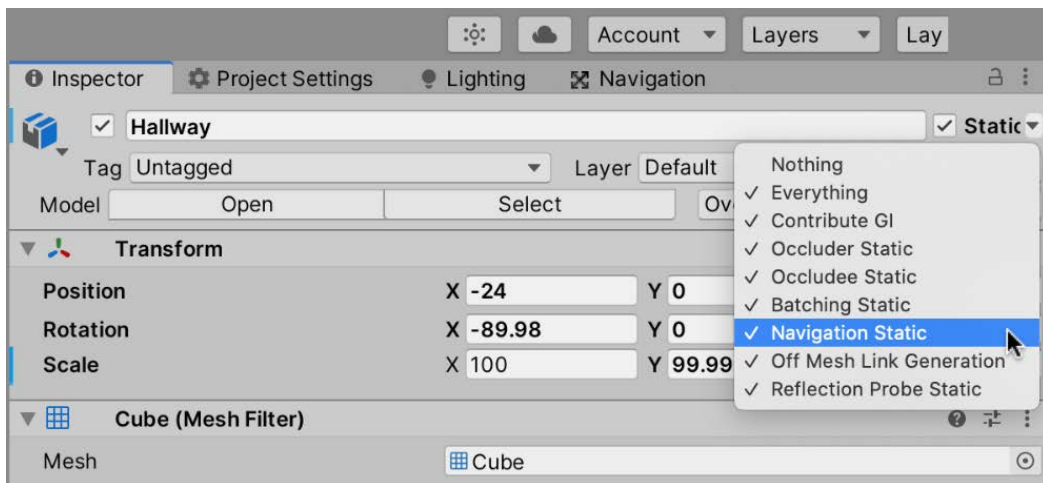 Account Layers Lay
Inspector Project Settings Lighting Navigation
Hallway Static
Tag Untagged Layer Default
Model Open Select Ov
Nothing
Everything
Contribute GI
Occluder Static
Occludee Static
Batching Static
Navigation Static
Off Mesh Link Generation
Reflection Probe Static
Transform
Position X -24 Y 0
Rotation X -89.98 Y 0
Scale X 100 Y 99.99
Cube (Mesh Filter)
Mesh Cube